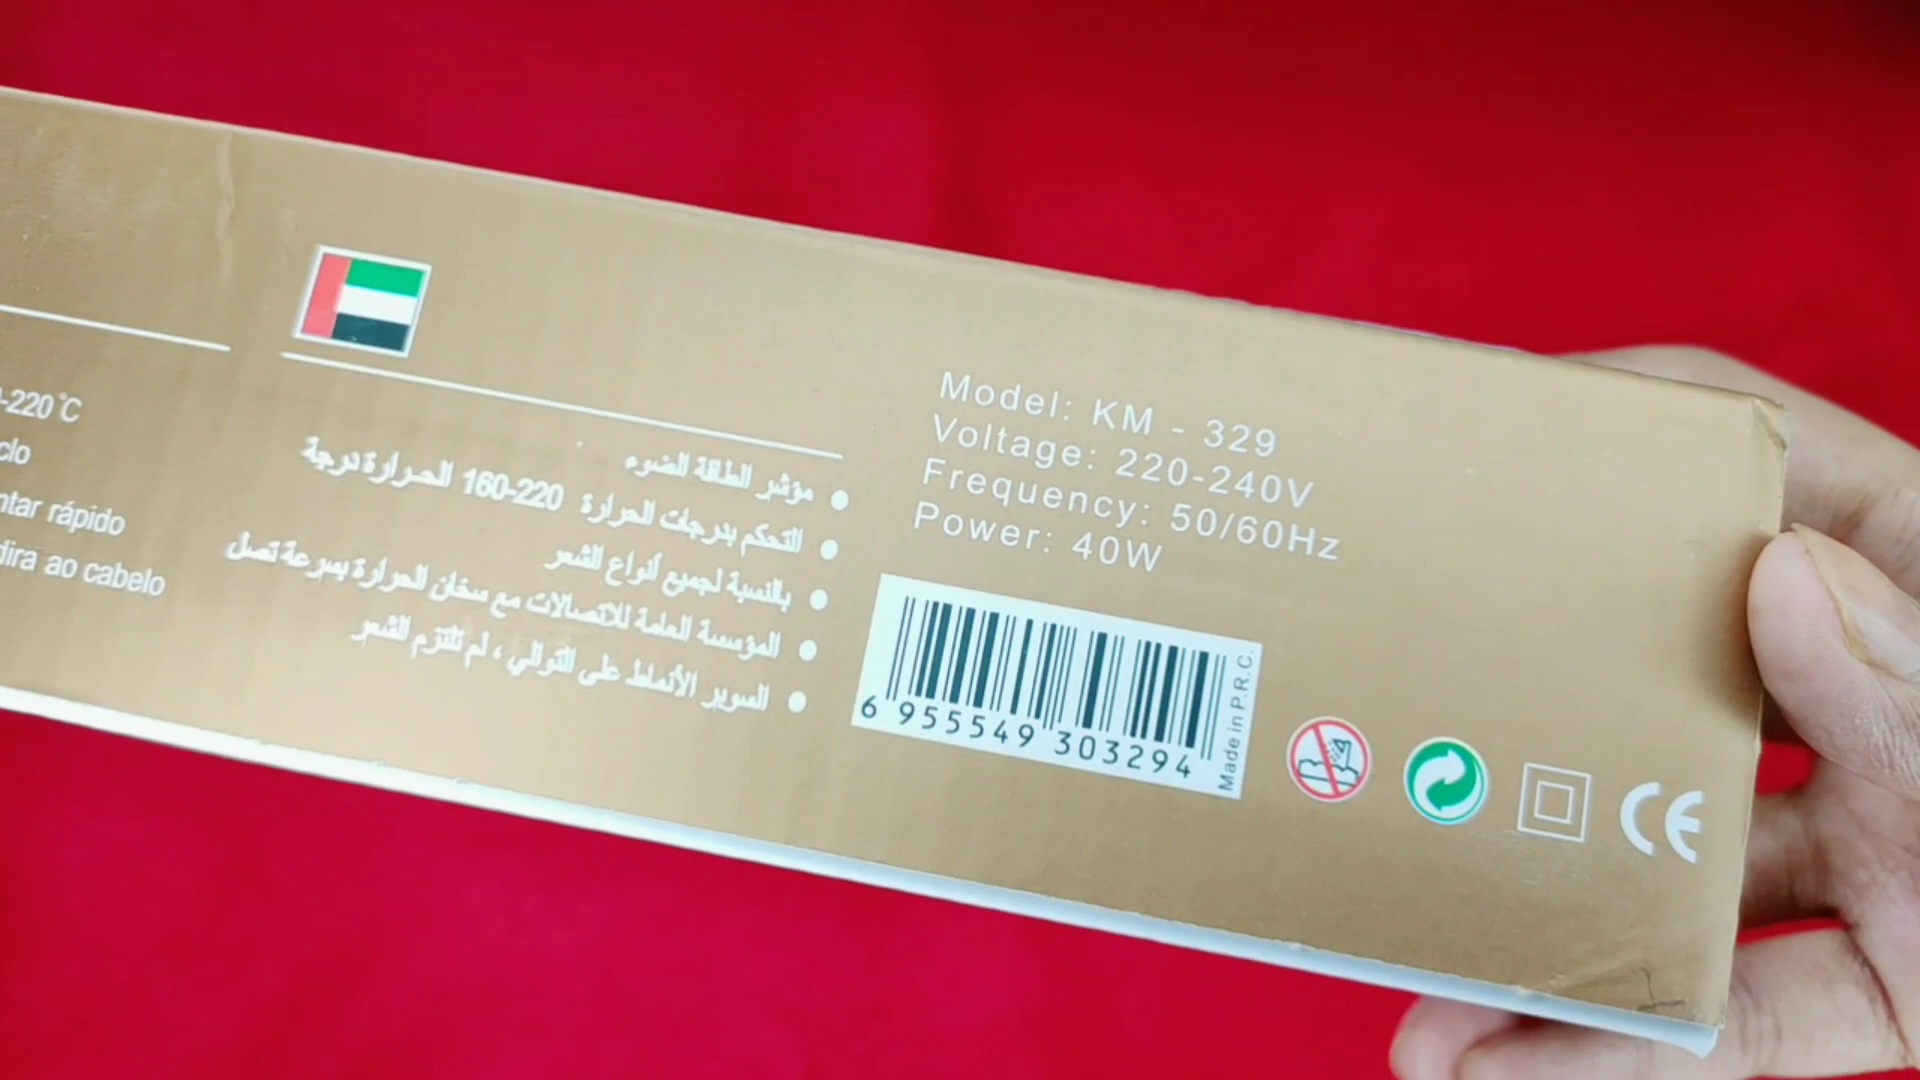 -220°C
clo
ntar rápido
dira ao cabelo
مؤشر الطاقة الضوء
التحكم بدرجات الحرارة 160-220 الحرارة درجة
بالنسبة لجميع أنواع الشعر
المؤسسة العامة للاتصالات مع سخان الحرارة بسرعة تصل
السوير الأنماط على التوالي ، لم تلتزم الشعر
Model: KM - 329
Voltage: 220-240V
Frequency: 50/60Hz
Power: 40W
6 955549 303294
Made in P.R.C.
CE